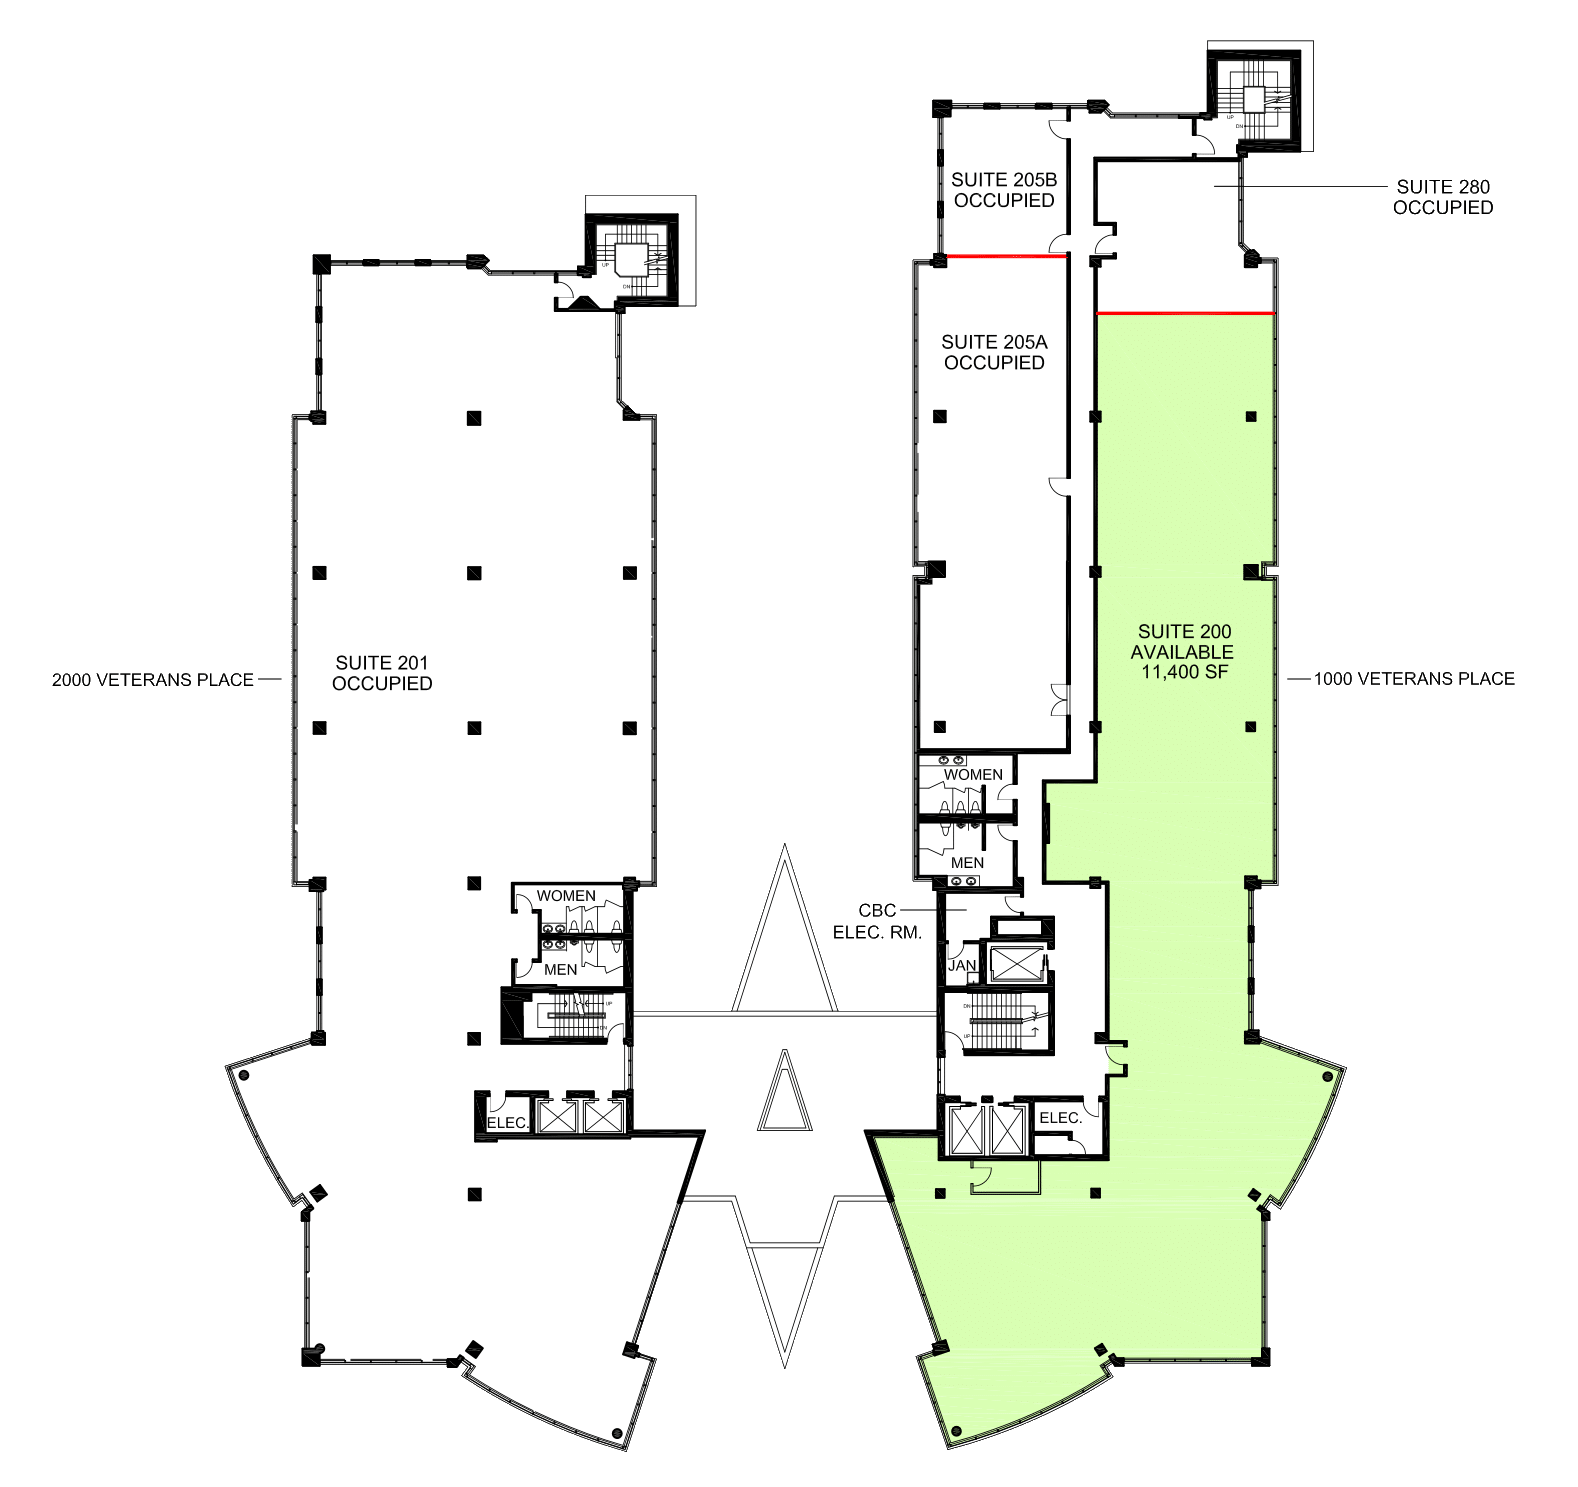 UP
DN
SUITE 205B
OCCUPIED
SUITE 280
OCCUPIED
UP
DN
SUITE 205A
OCCUPIED
SUITE 200
AVAILABLE
11,400 SF
SUITE 201
OCCUPIED
2000 VETERANS PLACE
1000 VETERANS PLACE
WOMEN
MEN
WOMEN
CBC
ELEC. RM.
MEN
JAN
UP
DN
DN
UP
ELEC.
ELEC.